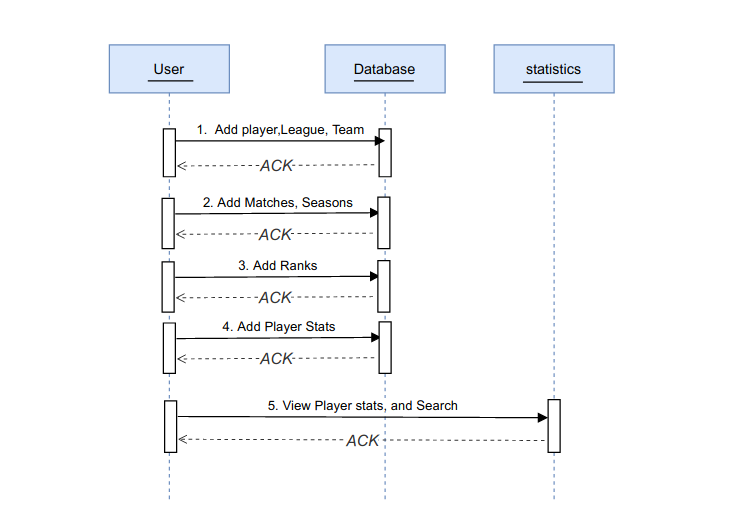 User
Database
statistics
1.  Add player,League, Team
ACK
2. Add Matches, Seasons
ACK
3. Add Ranks
ACK
4. Add Player Stats
ACK
5. View Player stats, and Search
ACK